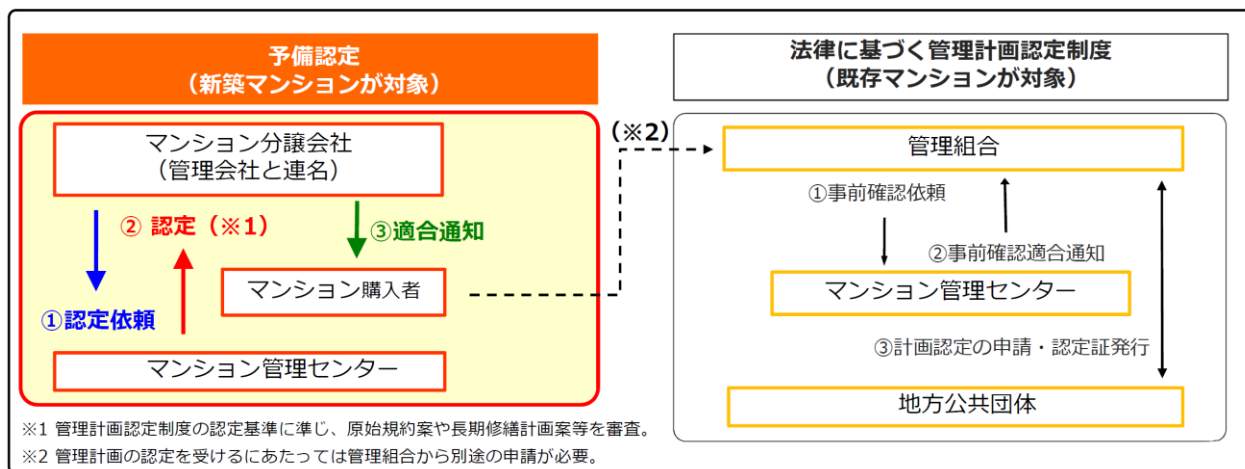 予備認定
（新築マンションが対象）
マンション分譲会社
（管理会社と連名）
② 認定（※1）
③適合通知
マンション購入者
①認定依頼
マンション管理センター
（※2）
法律に基づく管理計画認定制度
（既存マンションが対象）
管理組合
①事前確認依頼
②事前確認適合通知
マンション管理センター
③計画認定の申請・認定証発行
地方公共団体
※1 管理計画認定制度の認定基準に準じ、原始規約案や長期修繕計画案等を審査。
※2 管理計画の認定を受けるにあたっては管理組合から別途の申請が必要。